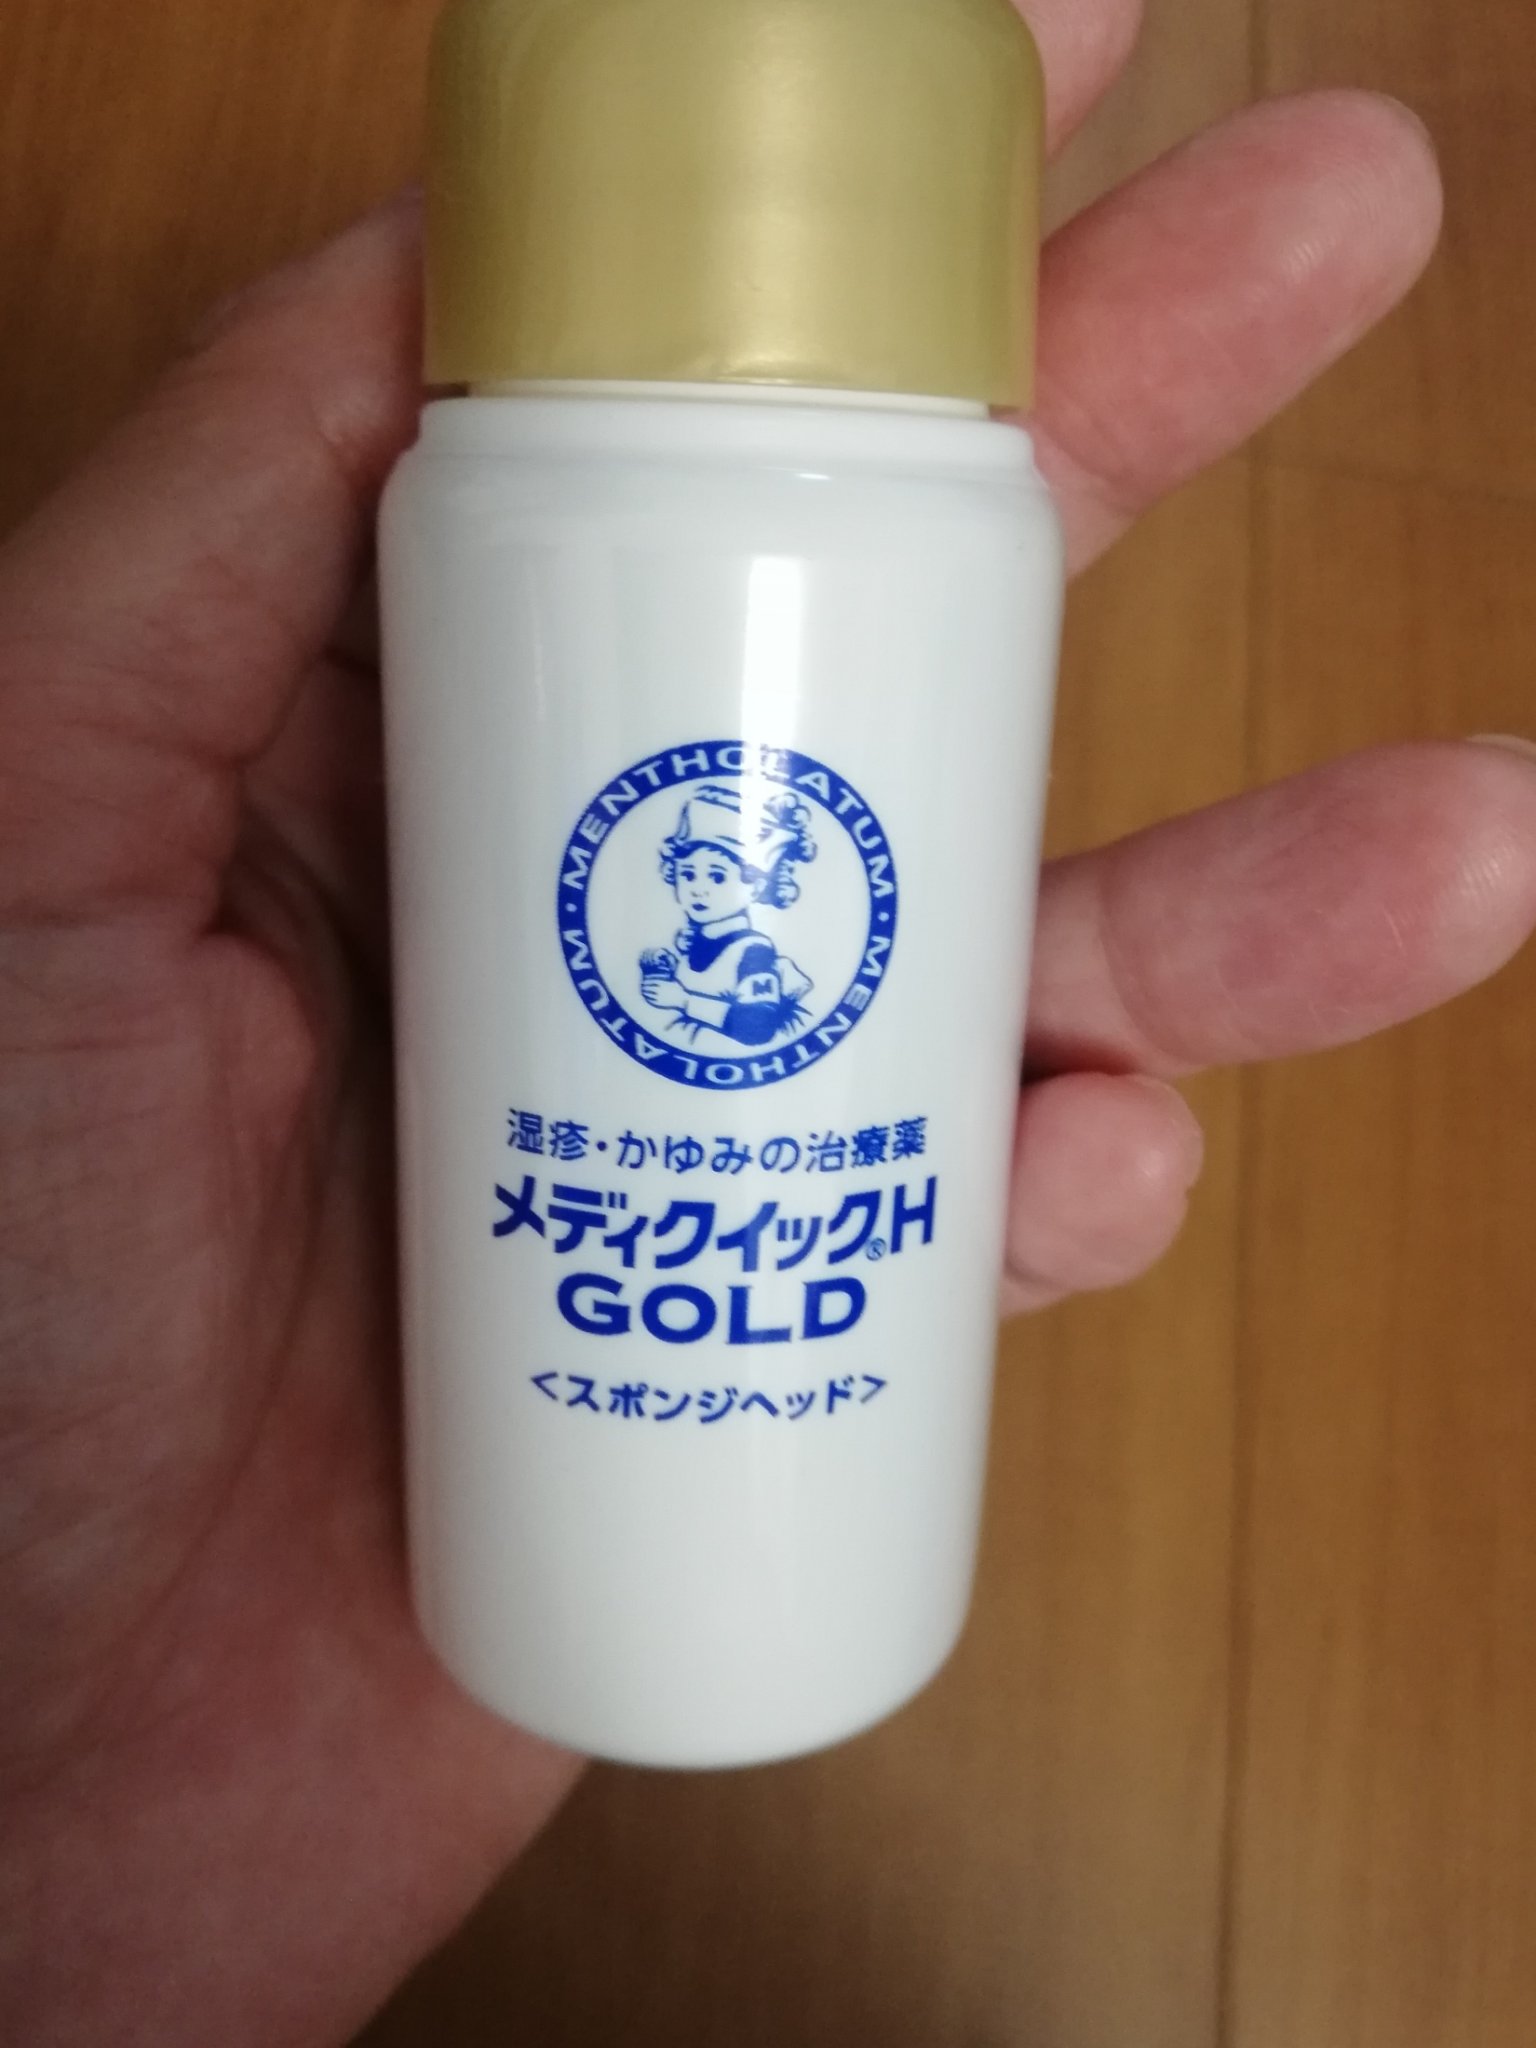 MENTHOLATUM・MENTHOLATUM・
M
湿疹・かゆみの治療薬
メディクイック®H
GOLD
<スポンジヘッド>